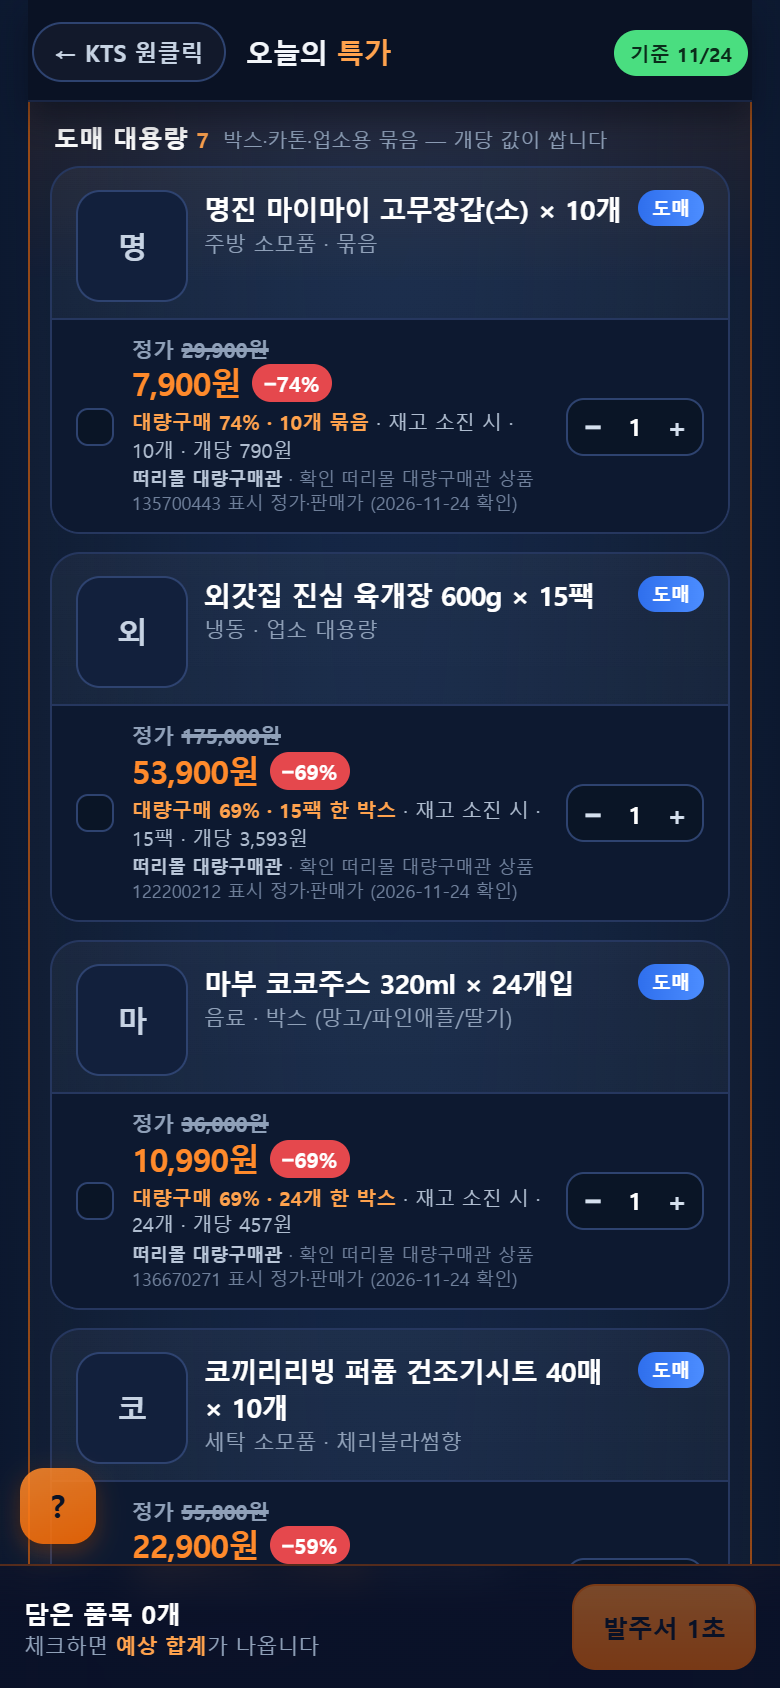 ← KTS 원클릭
오늘의 특가
기준 11/24
도매 대용량 7 박스·카톤·업소용 묶음 — 개당 값이 쌉니다
명
명진 마이마이 고무장갑(소) × 10개
도매
주방 소모품 · 묶음
정가 29,900원
7,900원 −74%
대량구매 74% · 10개 묶음 · 재고 소진 시 ·
10개 · 개당 790원
떠리몰 대량구매관 · 확인 떠리몰 대량구매관 상품
135700443 표시 정가·판매가 (2026-11-24 확인)
− 1 +
외
외갓집 진심 육개장 600g × 15팩
도매
냉동 · 업소 대용량
정가 175,000원
53,900원 −69%
대량구매 69% · 15팩 한 박스 · 재고 소진 시 ·
15팩 · 개당 3,593원
떠리몰 대량구매관 · 확인 떠리몰 대량구매관 상품
122200212 표시 정가·판매가 (2026-11-24 확인)
− 1 +
마
마부 코코주스 320ml × 24개입
도매
음료 · 박스 (망고/파인애플/딸기)
정가 36,000원
10,990원 −69%
대량구매 69% · 24개 한 박스 · 재고 소진 시 ·
24개 · 개당 457원
떠리몰 대량구매관 · 확인 떠리몰 대량구매관 상품
136670271 표시 정가·판매가 (2026-11-24 확인)
− 1 +
코
코끼리리빙 퍼퓸 건조기시트 40매
× 10개
도매
세탁 소모품 · 체리블라썸향
정가 55,800원
22,900원 −59%
?
담은 품목 0개
체크하면 예상 합계가 나옵니다
발주서 1초